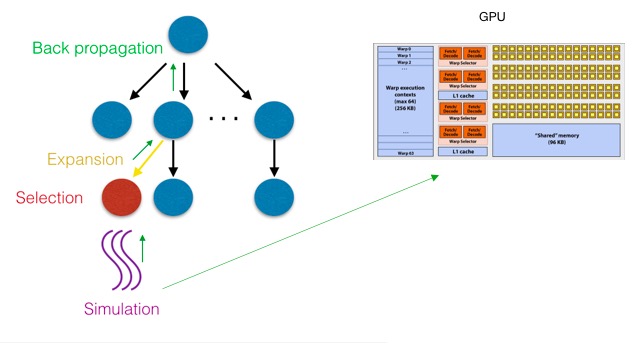 GPU
Back propagation
Expansion
Selection
Simulation
Warp 0
Warp 1
Warp 2
...
Warp execution
contexts
(max 64)
(256 KB)
...
Warp 63
Fetch/
Decode
Fetch/
Decode
Warp Selector
Fetch/
Decode
Fetch/
Decode
Warp Selector
L1 cache
Fetch/
Decode
Fetch/
Decode
Warp Selector
Fetch/
Decode
Fetch/
Decode
Warp Selector
L1 cache
"Shared" memory
(96 KB)